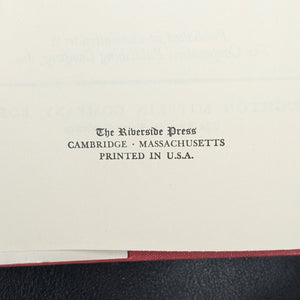 The Riverside Press
CAMBRIDGE · MASSACHUSETTS
PRINTED IN U.S.A.